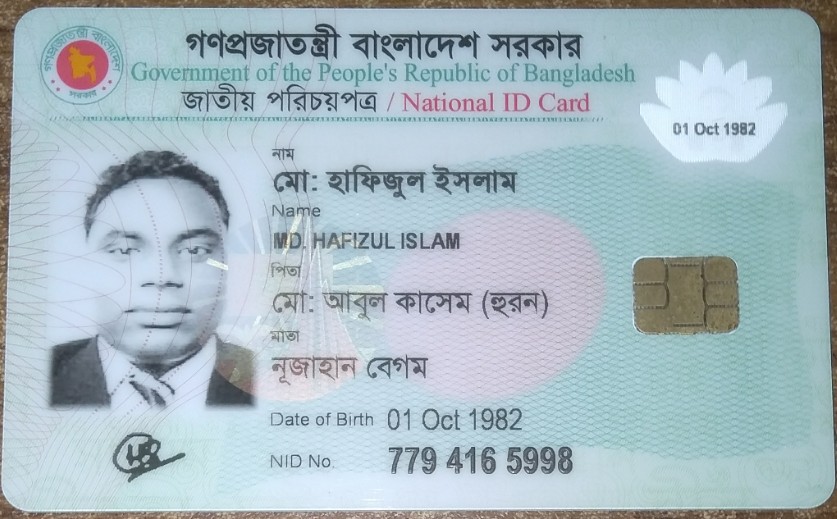 গণপ্রজাতন্ত্রী বাংলাদেশ সরকার
Government of the People's Republic of Bangladesh
জাতীয় পরিচয়পত্র / National ID Card
01 Oct 1982
নাম
মো: হাফিজুল ইসলাম
Name
MD. HAFIZUL ISLAM
পিতা
মো: আবুল কাসেম (হুরন)
মাতা
নূজাহান বেগম
Date of Birth 01 Oct 1982
NID No. 779 416 5998